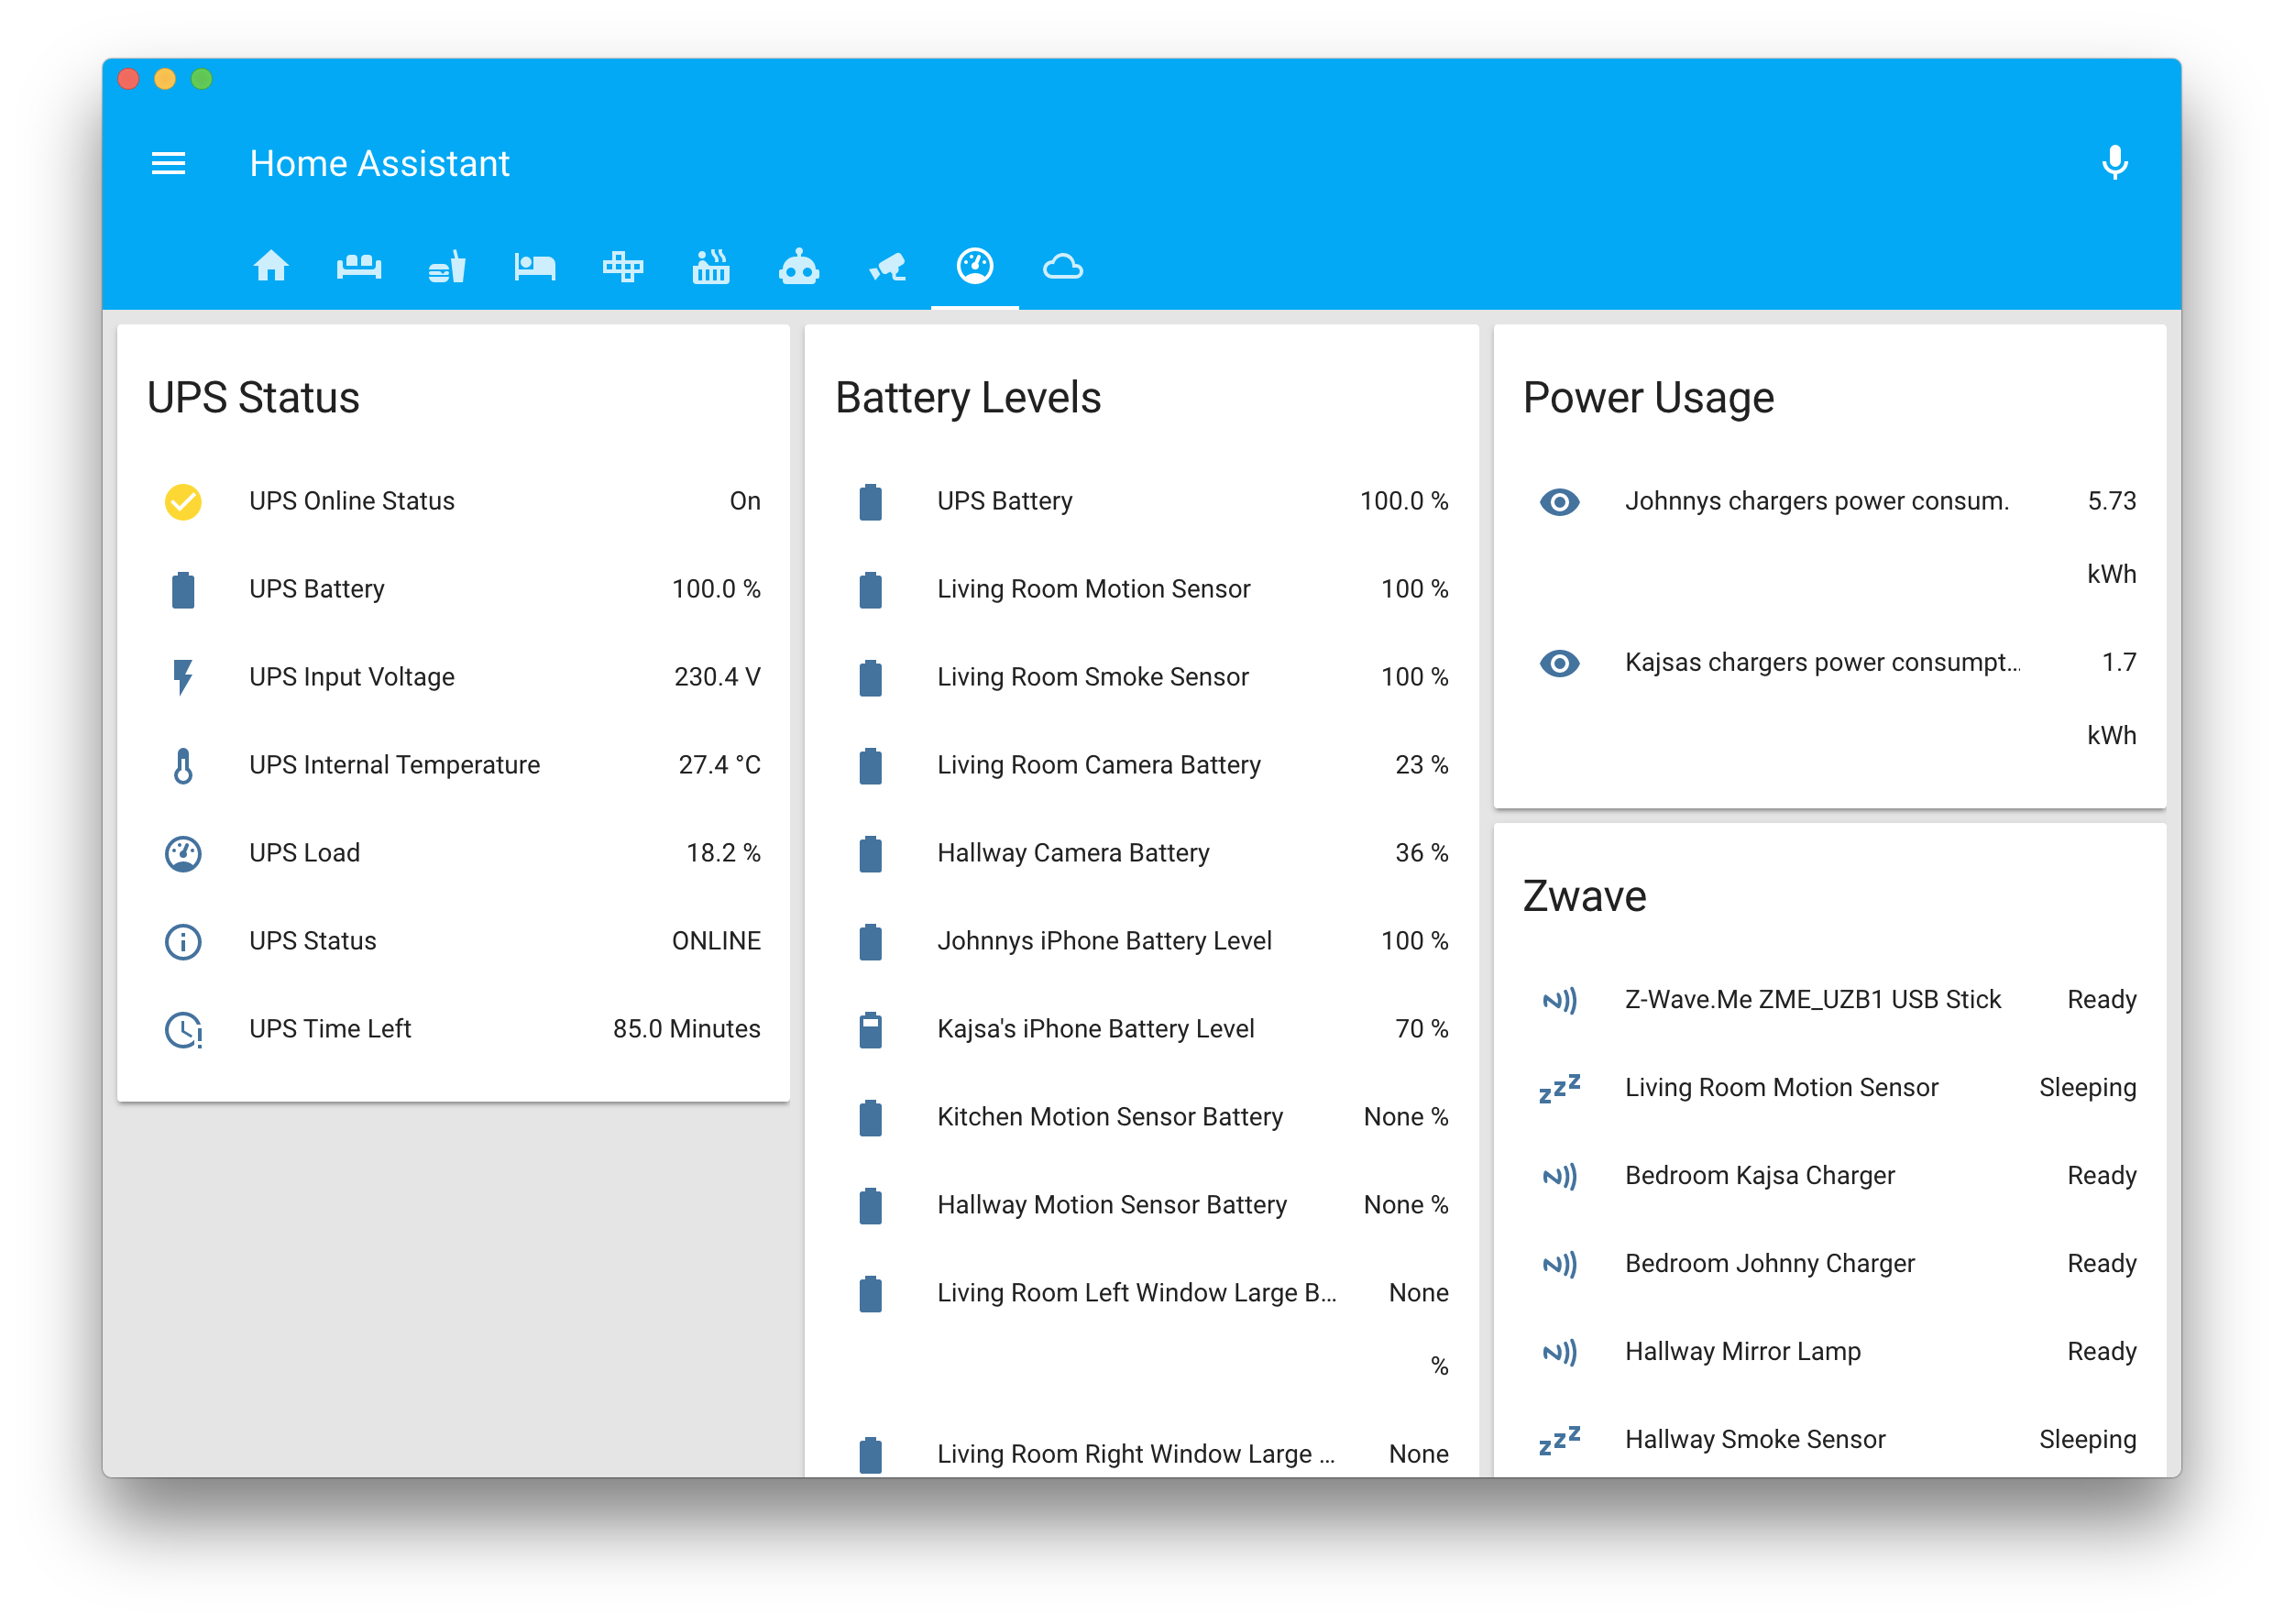 Home Assistant
UPS Status
UPS Online Status On
UPS Battery 100.0 %
UPS Input Voltage 230.4 V
UPS Internal Temperature 27.4 °C
UPS Load 18.2 %
UPS Status ONLINE
UPS Time Left 85.0 Minutes
Battery Levels
UPS Battery 100.0 %
Living Room Motion Sensor 100 %
Living Room Smoke Sensor 100 %
Living Room Camera Battery 23 %
Hallway Camera Battery 36 %
Johnnys iPhone Battery Level 100 %
Kajsa's iPhone Battery Level 70 %
Kitchen Motion Sensor Battery None %
Hallway Motion Sensor Battery None %
Living Room Left Window Large B... None
%
Living Room Right Window Large ... None
Power Usage
Johnnys chargers power consum. 5.73
kWh
Kajsas chargers power consumpt... 1.7
kWh
Zwave
Z-Wave.Me ZME_UZB1 USB Stick Ready
Living Room Motion Sensor Sleeping
Bedroom Kajsa Charger Ready
Bedroom Johnny Charger Ready
Hallway Mirror Lamp Ready
Hallway Smoke Sensor Sleeping